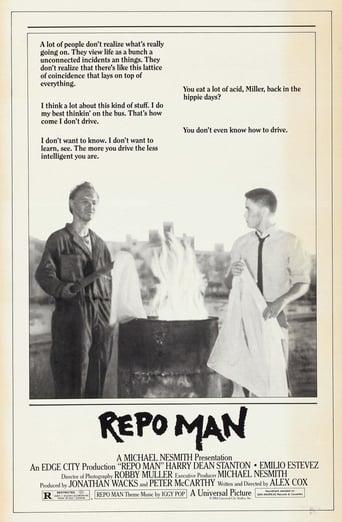 A lot of people don't realize what's really
going on. They view life as a bunch a
unconnected incidents an things. They
don't realize that there's like this lattice
of coincidence that lays on top of
everything.
You eat a lot of acid, Miller, back in the
hippie days?
I think a lot about this kind of stuff. I do
my best thinkin' on the bus. That's how
come I don't drive.
You don't even know how to drive.
I don't want to know. I don't want to
learn, see. The more you drive the less
intelligent you are.
REPO MAN
A MICHAEL NESMITH Presentation
An EDGE CITY Production "REPO MAN" HARRY DEAN STANTON • EMILIO ESTEVEZ
Director of Photography ROBBY MULLER Executive Producer MICHAEL NESMITH
Produced by JONATHAN WACKS and PETER McCARTHY Written and Directed by ALEX COX
R RESTRICTED
REPO MAN Theme Music by IGGY POP
A Universal Picture